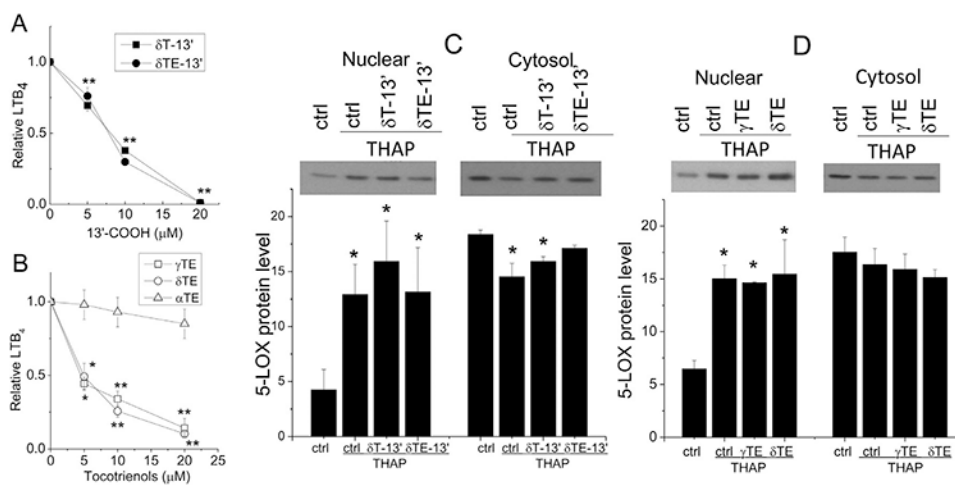 A
δT-13'
δTE-13'
1.0
0.5
0.0
Relative LTB4
**
**
**
0 5 10 15 20
13'-COOH (µM)
B
γTE
δTE
αTE
1.0
0.5
0.0
Relative LTB4
*
*
**
**
**
**
0 5 10 15 20 25
Tocotrienols (µM)
C
Nuclear
Cytosol
ctrl ctrl δT-13' δTE-13' ctrl ctrl δT-13' δTE-13'
THAP THAP
20
15
10
5
0
5-LOX protein level
* * * * *
ctrl ctrl δT-13' δTE-13' ctrl ctrl δT-13' δTE-13'
THAP THAP
D
Nuclear
Cytosol
ctrl ctrl γTE δTE ctrl ctrl γTE δTE
THAP THAP
20
15
10
5
0
5-LOX protein level
* * *
ctrl ctrl γTE δTE ctrl ctrl γTE δTE
THAP THAP